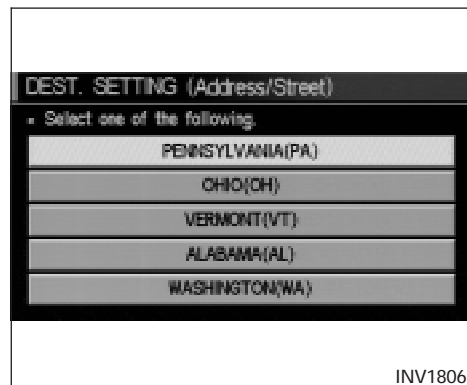 DEST. SETTING (Address/Street)
Select one of the following.
PENNSYLVANIA(PA)
OHIO(OH)
VERMONT(VT)
ALABAMA(AL)
WASHINGTON(WA)
INV1806